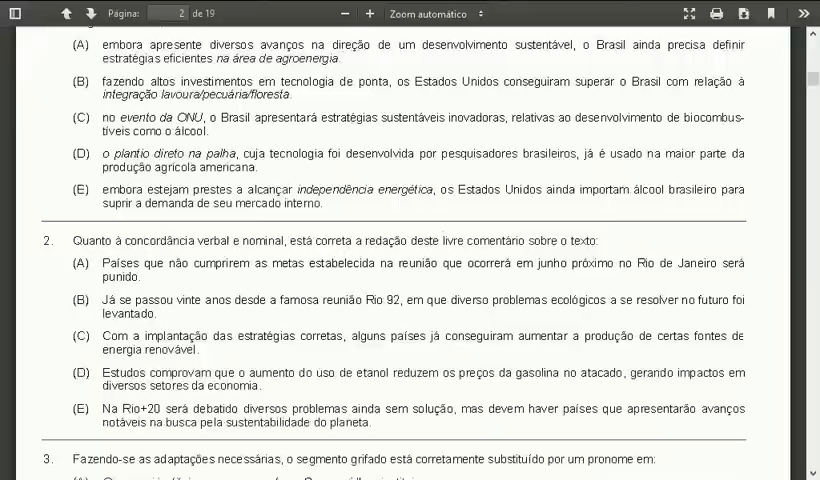 Página: 2 de 19 Zoom automático
(A) embora apresente diversos avanços na direção de um desenvolvimento sustentável, o Brasil ainda precisa definir
estratégias eficientes na área de agroenergia.
(B) fazendo altos investimentos em tecnologia de ponta, os Estados Unidos conseguiram superar o Brasil com relação à
integração lavoura/pecuária/floresta.
(C) no evento da ONU, o Brasil apresentará estratégias sustentáveis inovadoras, relativas ao desenvolvimento de biocombus-
tíveis como o álcool.
(D) o plantio direto na palha, cuja tecnologia foi desenvolvida por pesquisadores brasileiros, já é usado na maior parte da
produção agrícola americana.
(E) embora estejam prestes a alcançar independência energética, os Estados Unidos ainda importam álcool brasileiro para
suprir a demanda de seu mercado interno.
2. Quanto à concordância verbal e nominal, está correta a redação deste livre comentário sobre o texto:
(A) Países que não cumprirem as metas estabelecida na reunião que ocorrerá em junho próximo no Rio de Janeiro será
punido.
(B) Já se passou vinte anos desde a famosa reunião Rio 92, em que diverso problemas ecológicos a se resolver no futuro foi
levantado.
(C) Com a implantação das estratégias corretas, alguns países já conseguiram aumentar a produção de certas fontes de
energia renovável.
(D) Estudos comprovam que o aumento do uso de etanol reduzem os preços da gasolina no atacado, gerando impactos em
diversos setores da economia.
(E) Na Rio+20 será debatido diversos problemas ainda sem solução, mas devem haver países que apresentarão avanços
notáveis na busca pela sustentabilidade do planeta.
3. Fazendo-se as adaptações necessárias, o segmento grifado está corretamente substituído por um pronome em: